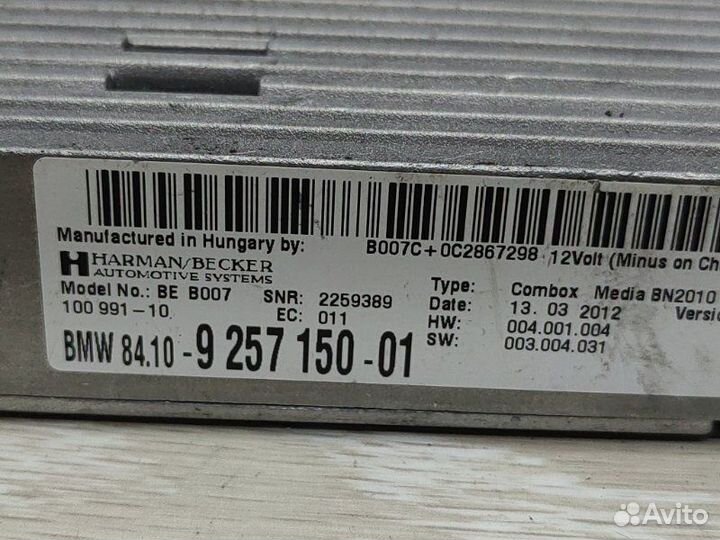 Manufactured in Hungary by: B007C+0C2867298 12Volt (Minus on Ch
HARMAN/BECKER
AUTOMOTIVE SYSTEMS
Model No.: BE B007 SNR: 2259389
100 991-10 EC: 011
Type: Combox Media BN2010
Date: 13. 03 2012 Versio
HW: 004.001.004
SW: 003.004.031
BMW 84.10 -9 257 150 -01
Avito